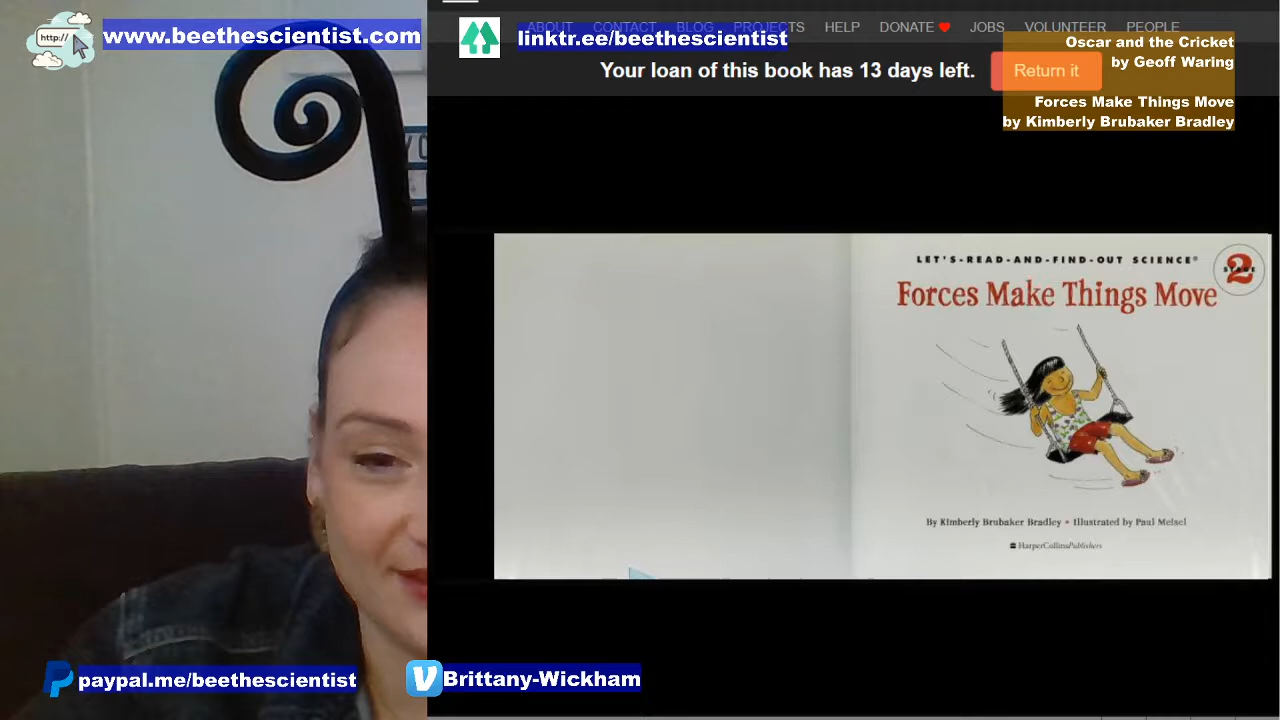 http://
www.beethescientist.com
linktr.ee/beethescientist
ABOUT CONTACT BLOG PROJECTS HELP DONATE JOBS VOLUNTEER PEOPLE
Your loan of this book has 13 days left.
Return it
Oscar and the Cricket
by Geoff Waring
Forces Make Things Move
by Kimberly Brubaker Bradley
LET'S-READ-AND-FIND-OUT SCIENCE®
STAGE 2
Forces Make Things Move
By Kimberly Brubaker Bradley • Illustrated by Paul Meisel
HarperCollinsPublishers
paypal.me/beethescientist
Brittany-Wickham